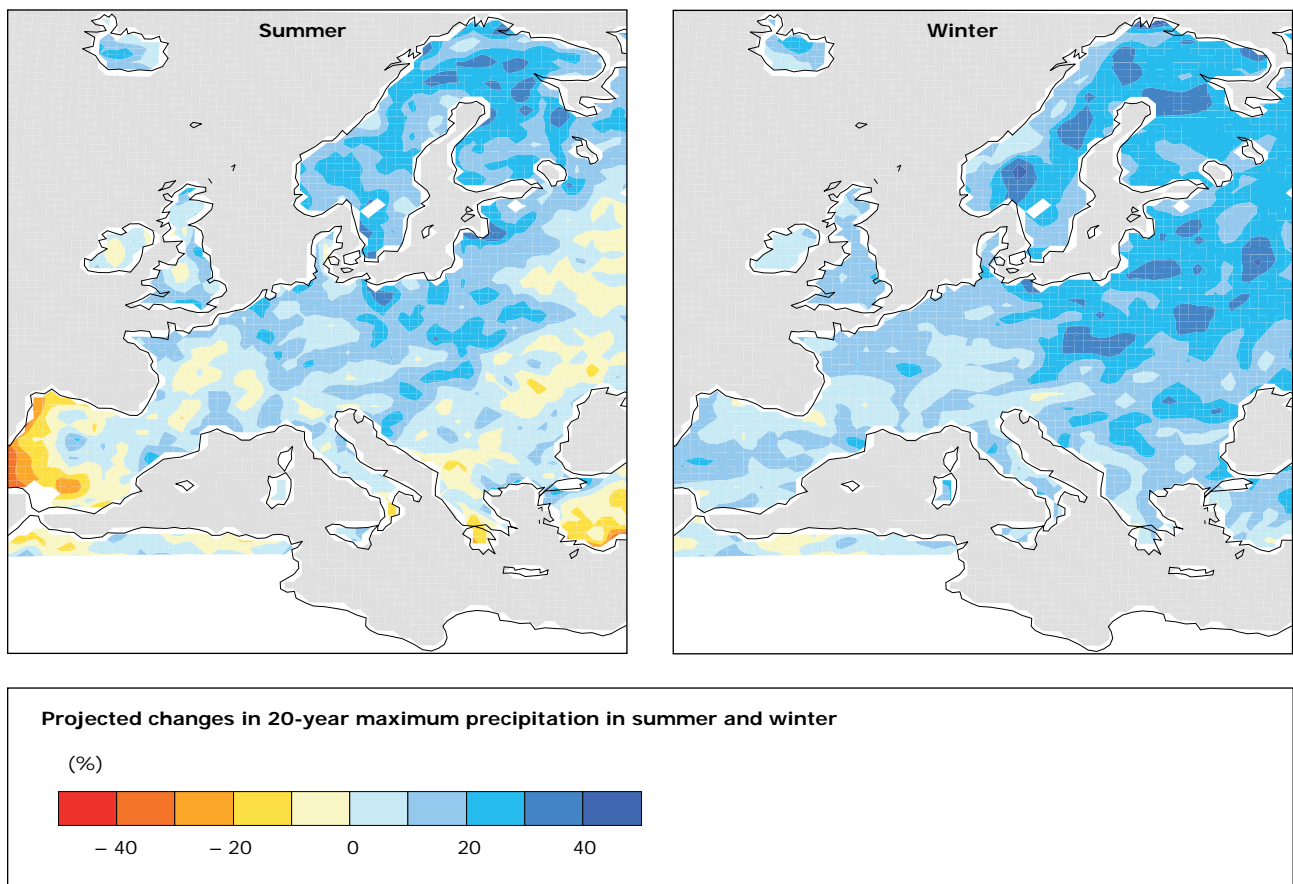 Summer
Winter
Projected changes in 20-year maximum precipitation in summer and winter
(%)
– 40 – 20 0 20 40